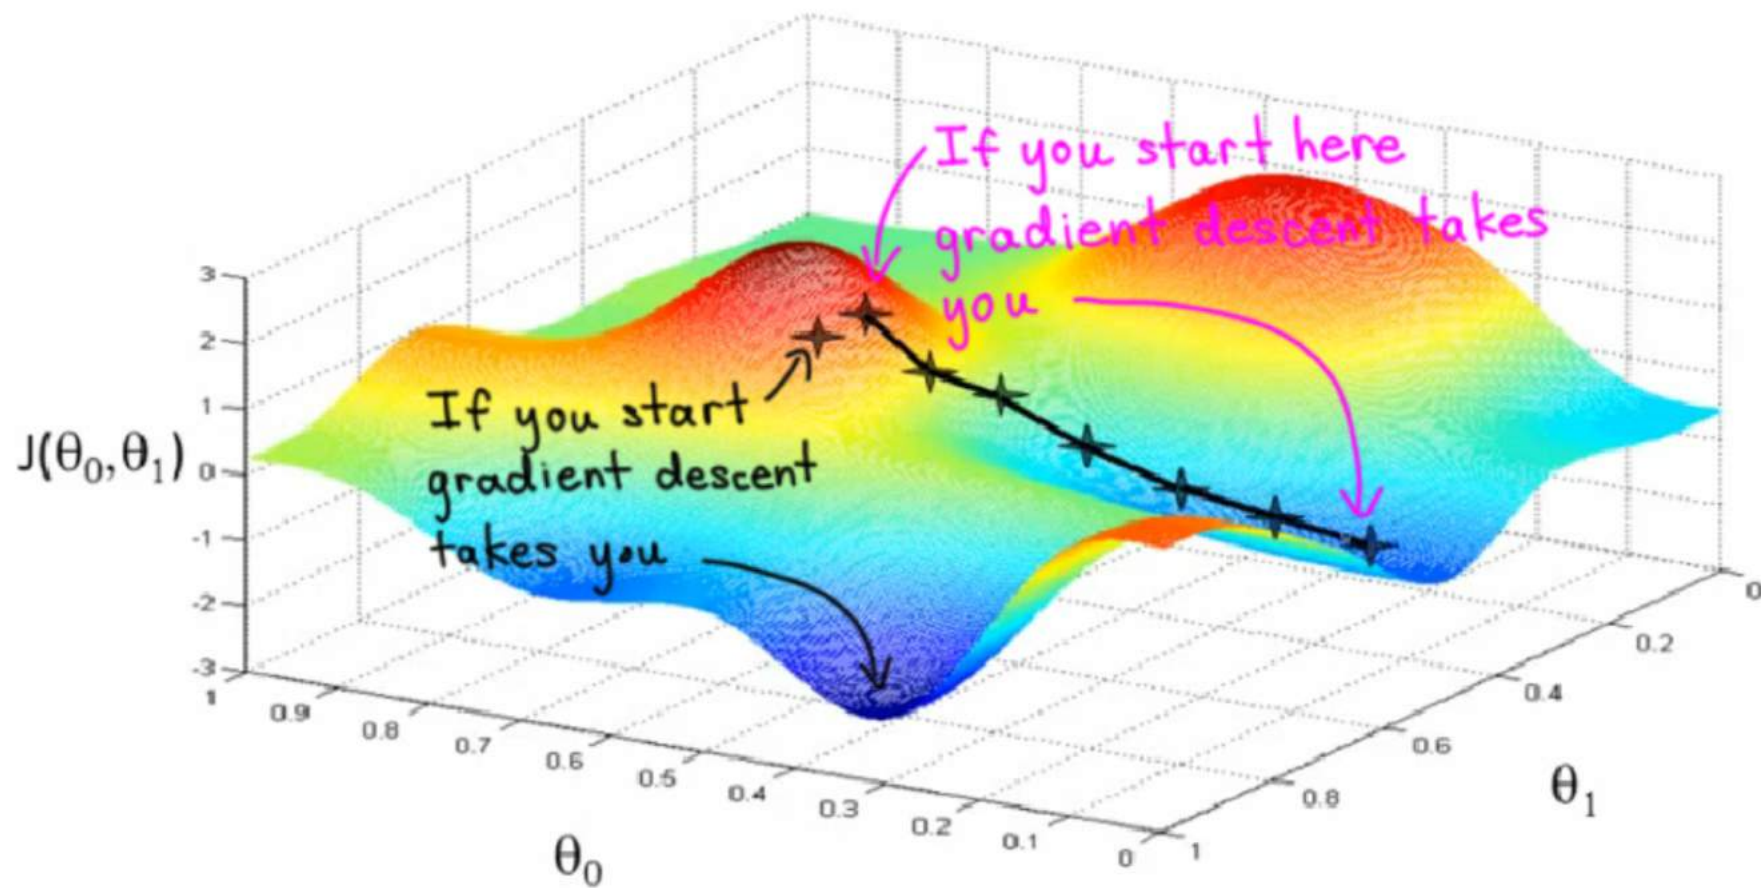 If you start here
gradient descent takes
you
If you start
gradient descent
takes you
J(θ₀,θ₁)
3
2
1
0
-1
-2
-3
1
0.9
0.8
0.7
0.6
0.5
0.4
0.3
0.2
0.1
0
θ₀
0
0.2
0.4
0.6
0.8
1
θ₁